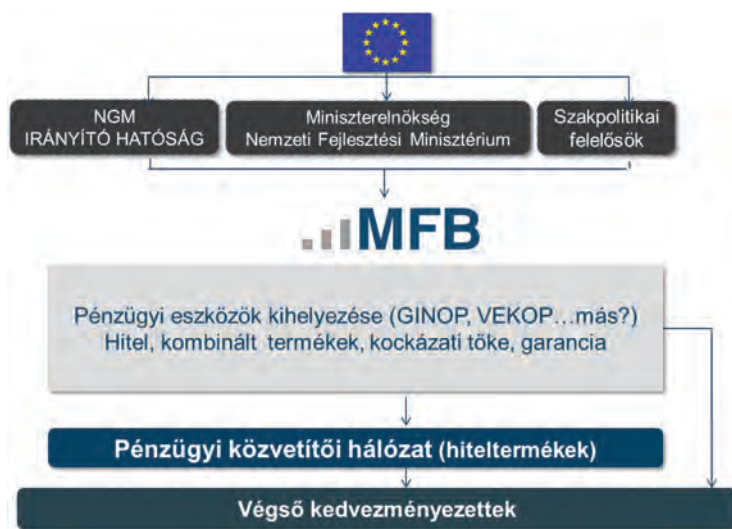 NGM
IRÁNYÍTÓ HATÓSÁG
Miniszterelnökség
Nemzeti Fejlesztési Minisztérium
Szakpolitikai
felelősök
MFB
Pénzügyi eszközök kihelyezése (GINOP, VEKOP...más?)
Hitel, kombinált termékek, kockázati tőke, garancia
Pénzügyi közvetítői hálózat (hiteltermékek)
Végső kedvezményezettek